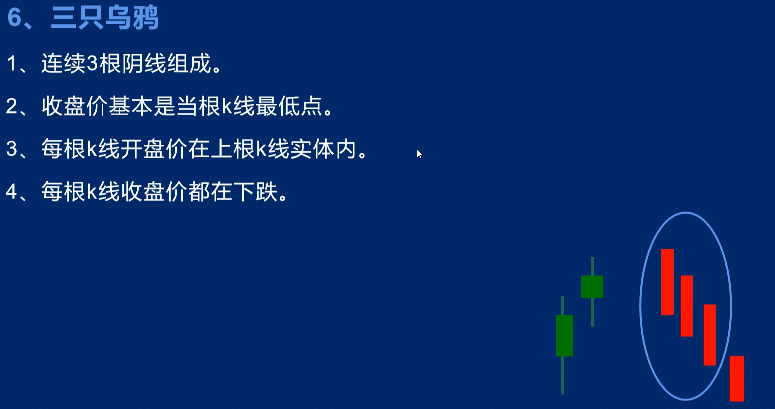 6、三只乌鸦
1、连续3根阴线组成。
2、收盘价基本是当根k线最低点。
3、每根k线开盘价在上根k线实体内。
4、每根k线收盘价都在下跌。